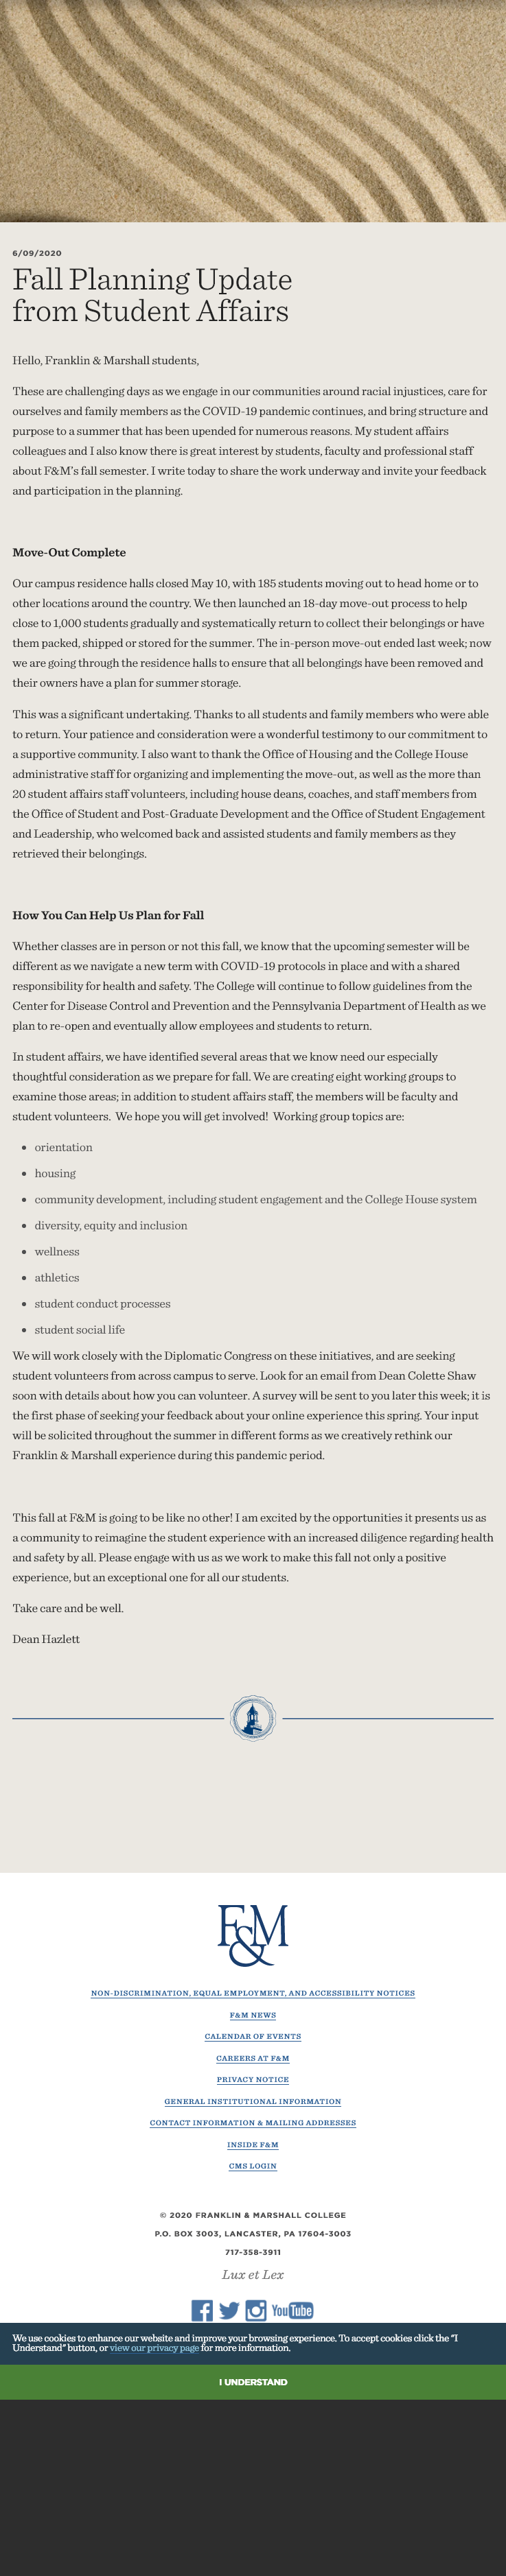 6/09/2020
Fall Planning Update
from Student Affairs
Hello, Franklin & Marshall students,
These are challenging days as we engage in our communities around racial injustices, care for
ourselves and family members as the COVID-19 pandemic continues, and bring structure and
purpose to a summer that has been upended for numerous reasons. My student affairs
colleagues and I also know there is great interest by students, faculty and professional staff
about F&M's fall semester. I write today to share the work underway and invite your feedback
and participation in the planning.
Move-Out Complete
Our campus residence halls closed May 10, with 185 students moving out to head home or to
other locations around the country. We then launched an 18-day move-out process to help
close to 1,000 students gradually and systematically return to collect their belongings or have
them packed, shipped or stored for the summer. The in-person move-out ended last week; now
we are going through the residence halls to ensure that all belongings have been removed and
their owners have a plan for summer storage.
This was a significant undertaking. Thanks to all students and family members who were able
to return. Your patience and consideration were a wonderful testimony to our commitment to
a supportive community. I also want to thank the Office of Housing and the College House
administrative staff for organizing and implementing the move-out, as well as the more than
20 student affairs staff volunteers, including house deans, coaches, and staff members from
the Office of Student and Post-Graduate Development and the Office of Student Engagement
and Leadership, who welcomed back and assisted students and family members as they
retrieved their belongings.
How You Can Help Us Plan for Fall
Whether classes are in person or not this fall, we know that the upcoming semester will be
different as we navigate a new term with COVID-19 protocols in place and with a shared
responsibility for health and safety. The College will continue to follow guidelines from the
Center for Disease Control and Prevention and the Pennsylvania Department of Health as we
plan to re-open and eventually allow employees and students to return.
In student affairs, we have identified several areas that we know need our especially
thoughtful consideration as we prepare for fall. We are creating eight working groups to
examine those areas; in addition to student affairs staff, the members will be faculty and
student volunteers.  We hope you will get involved!  Working group topics are:
• orientation
• housing
• community development, including student engagement and the College House system
• diversity, equity and inclusion
• wellness
• athletics
• student conduct processes
• student social life
We will work closely with the Diplomatic Congress on these initiatives, and are seeking
student volunteers from across campus to serve. Look for an email from Dean Colette Shaw
soon with details about how you can volunteer. A survey will be sent to you later this week; it is
the first phase of seeking your feedback about your online experience this spring. Your input
will be solicited throughout the summer in different forms as we creatively rethink our
Franklin & Marshall experience during this pandemic period.
This fall at F&M is going to be like no other! I am excited by the opportunities it presents us as
a community to reimagine the student experience with an increased diligence regarding health
and safety by all. Please engage with us as we work to make this fall not only a positive
experience, but an exceptional one for all our students.
Take care and be well.
Dean Hazlett
F&M
NON-DISCRIMINATION, EQUAL EMPLOYMENT, AND ACCESSIBILITY NOTICES
F&M NEWS
CALENDAR OF EVENTS
CAREERS AT F&M
PRIVACY NOTICE
GENERAL INSTITUTIONAL INFORMATION
CONTACT INFORMATION & MAILING ADDRESSES
INSIDE F&M
CMS LOGIN
© 2020 FRANKLIN & MARSHALL COLLEGE
P.O. BOX 3003, LANCASTER, PA 17604-3003
717-358-3911
Lux et Lex
YouTube
We use cookies to enhance our website and improve your browsing experience. To accept cookies click the "I
Understand" button, or view our privacy page for more information.
I UNDERSTAND